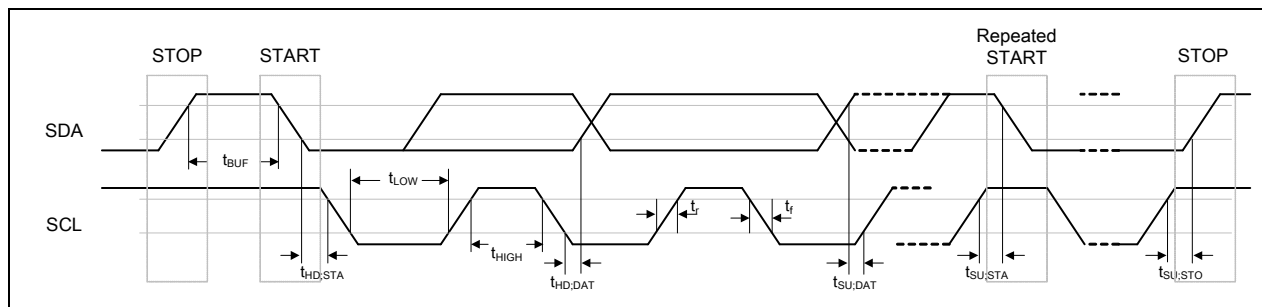 STOP
START
Repeated
START
STOP
SDA
tBUF
tLOW
SCL
tr
tf
tHD;STA
tHIGH
tHD;DAT
tSU;DAT
tSU;STA
tSU;STO